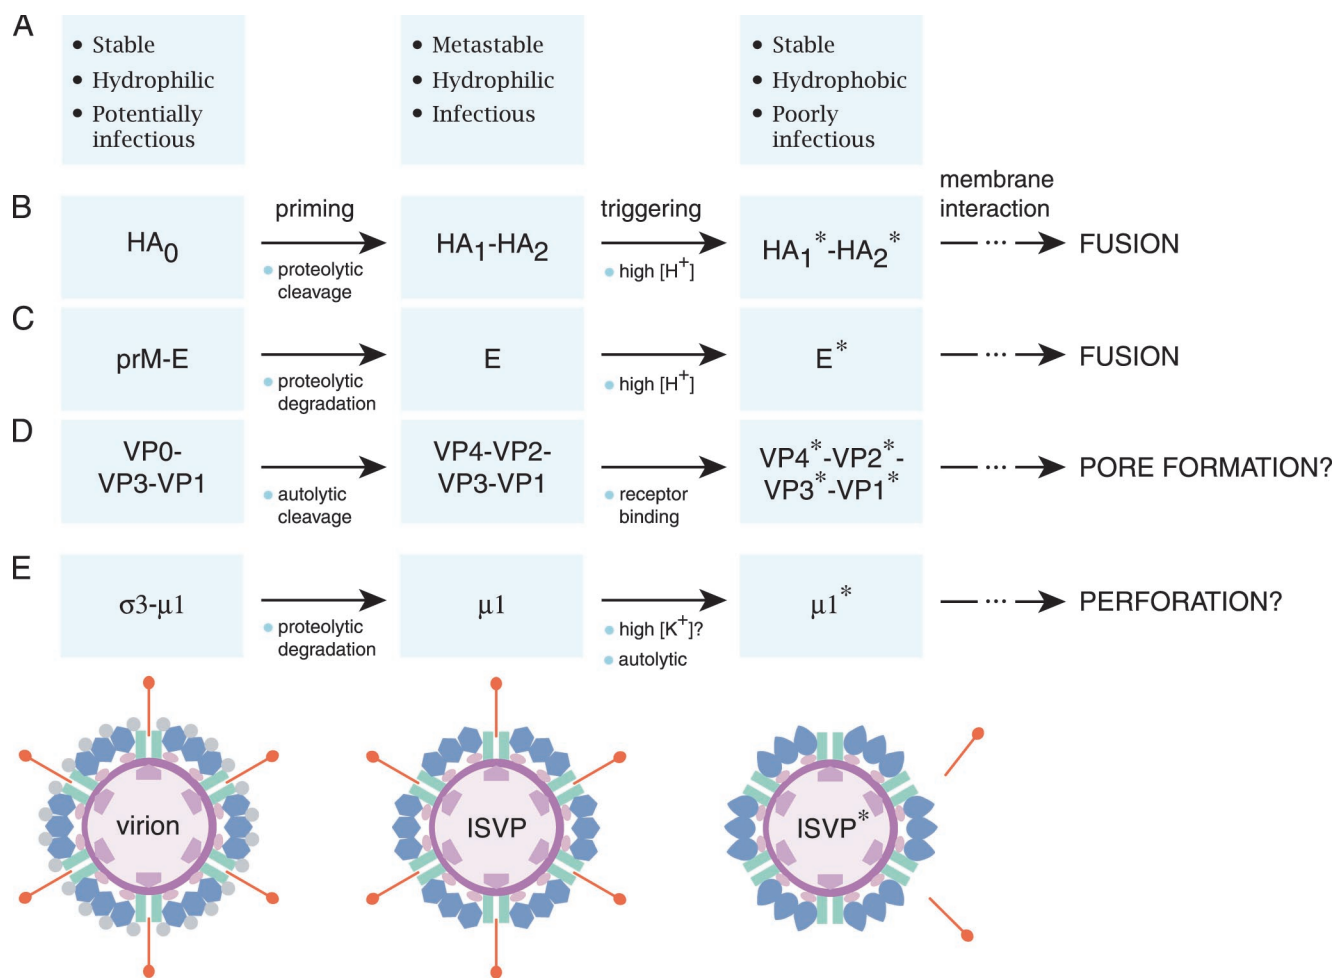 A
• Stable
• Hydrophilic
• Potentially
infectious
• Metastable
• Hydrophilic
• Infectious
• Stable
• Hydrophobic
• Poorly
infectious
B
HA0
priming
• proteolytic
cleavage
HA1-HA2
triggering
• high [H+]
HA1*-HA2*
membrane
interaction
...
FUSION
C
prM-E
• proteolytic
degradation
E
• high [H+]
E*
...
FUSION
D
VP0-
VP3-VP1
• autolytic
cleavage
VP4-VP2-
VP3-VP1
• receptor
binding
VP4*-VP2*-
VP3*-VP1*
...
PORE FORMATION?
E
σ3-μ1
• proteolytic
degradation
μ1
• high [K+]?
• autolytic
μ1*
...
PERFORATION?
virion
ISVP
ISVP*